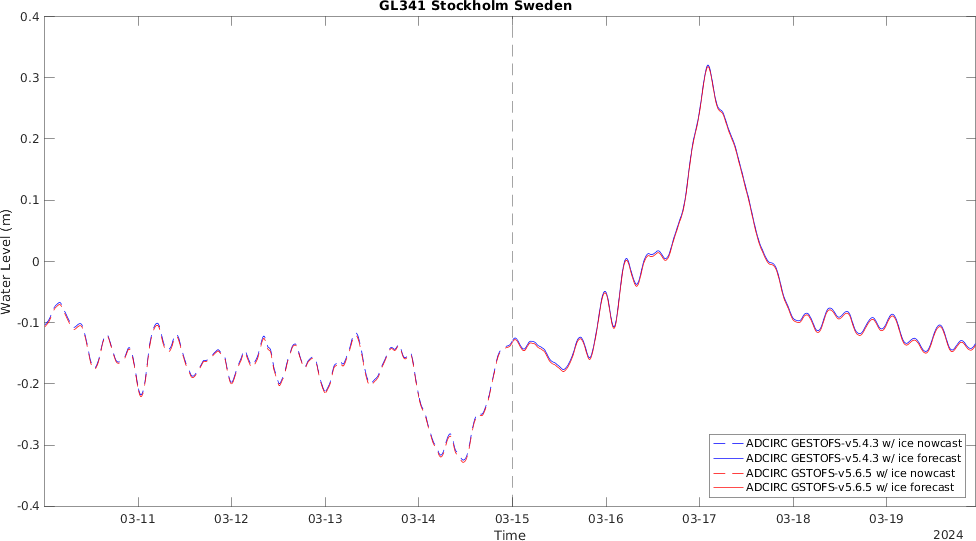 GL341 Stockholm Sweden
0.4
0.3
0.2
0.1
0
-0.1
-0.2
-0.3
-0.4
Water Level (m)
ADCIRC GESTOFS-v5.4.3 w/ ice nowcast
ADCIRC GESTOFS-v5.4.3 w/ ice forecast
ADCIRC GSTOFS-v5.6.5 w/ ice nowcast
ADCIRC GSTOFS-v5.6.5 w/ ice forecast
03-11 03-12 03-13 03-14 03-15 03-16 03-17 03-18 03-19
Time
2024